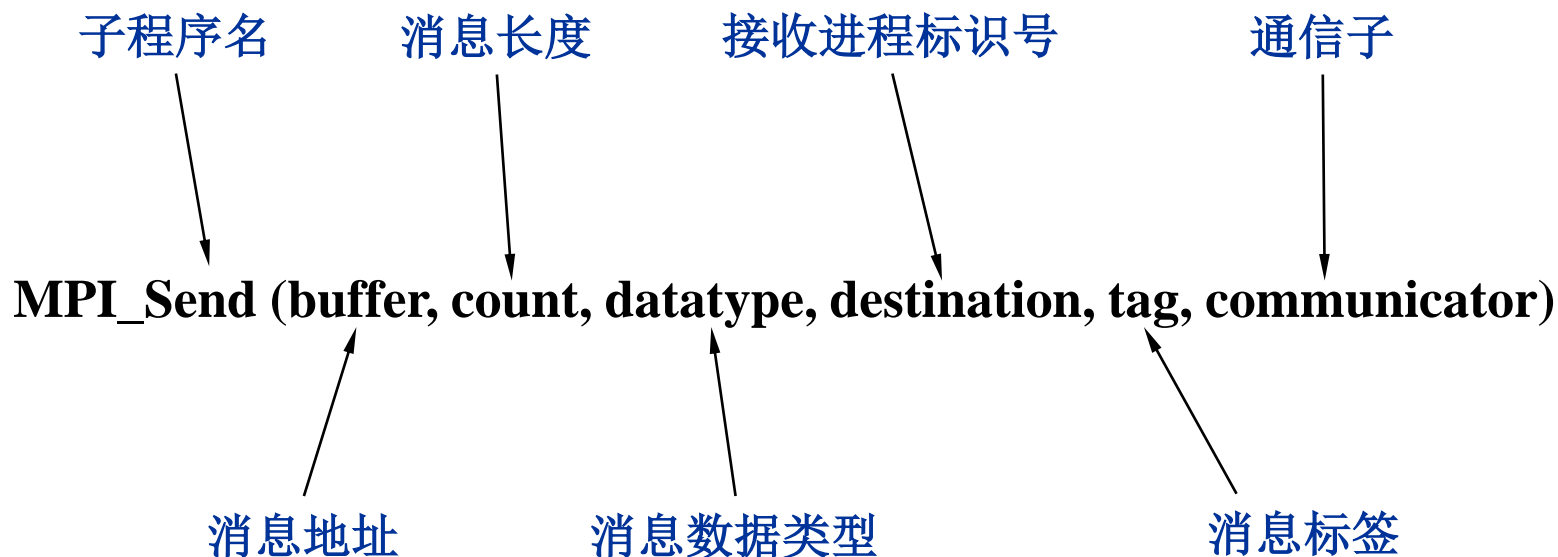 子程序名 消息长度 接收进程标识号 通信子
MPI_Send (buffer, count, datatype, destination, tag, communicator)
消息地址 消息数据类型 消息标签